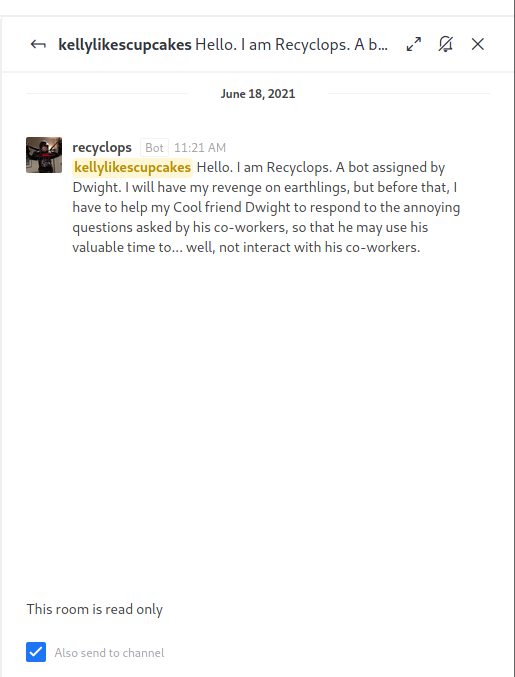 kellylikescupcakes Hello. I am Recyclops. A b...
June 18, 2021
recyclops Bot 11:21 AM
kellylikescupcakes Hello. I am Recyclops. A bot assigned by
Dwight. I will have my revenge on earthlings, but before that, I
have to help my Cool friend Dwight to respond to the annoying
questions asked by his co-workers, so that he may use his
valuable time to... well, not interact with his co-workers.
This room is read only
Also send to channel